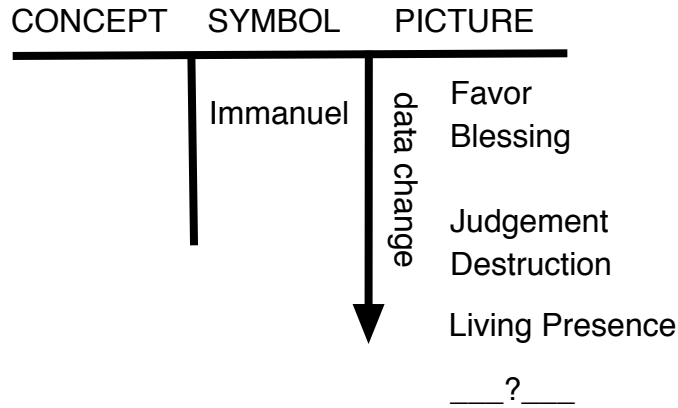 CONCEPT SYMBOL PICTURE
Immanuel
data change
Favor
Blessing
Judgement
Destruction
Living Presence
___?___